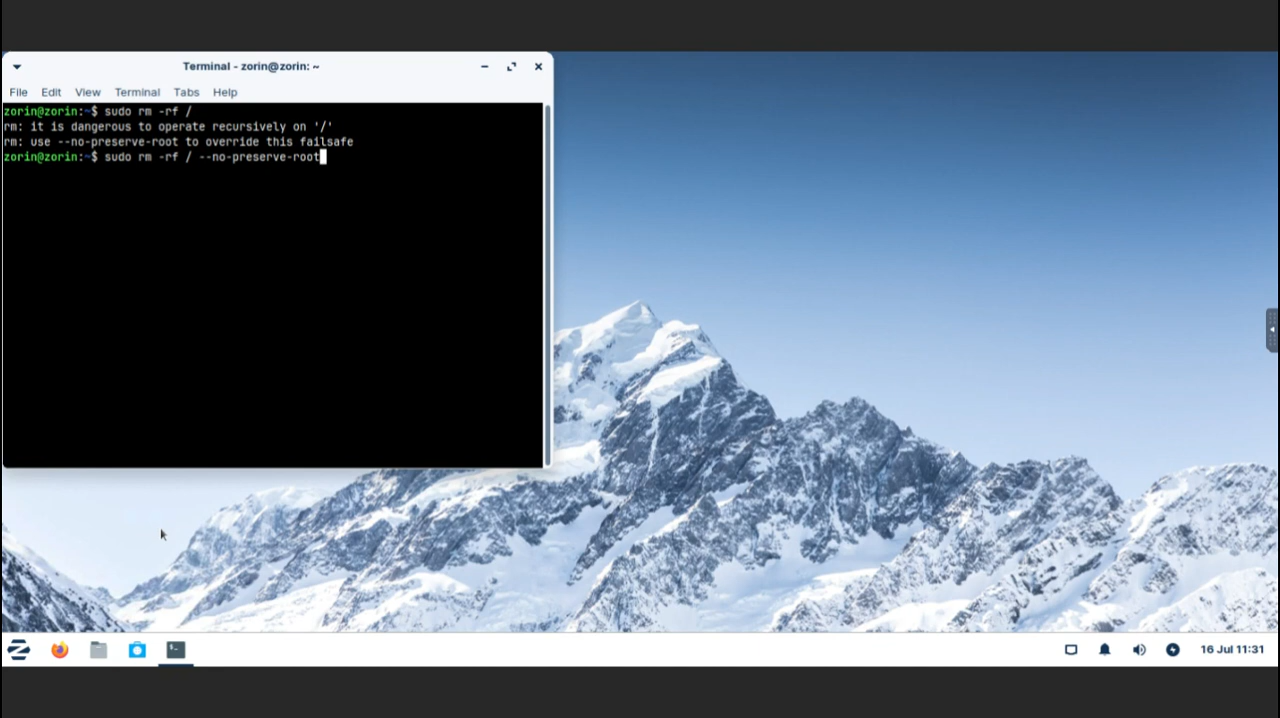 Terminal - zorin@zorin: ~
File Edit View Terminal Tabs Help
zorin@zorin:~$ sudo rm -rf /
rm: it is dangerous to operate recursively on '/'
rm: use --no-preserve-root to override this failsafe
zorin@zorin:~$ sudo rm -rf / --no-preserve-root
16 Jul 11:31